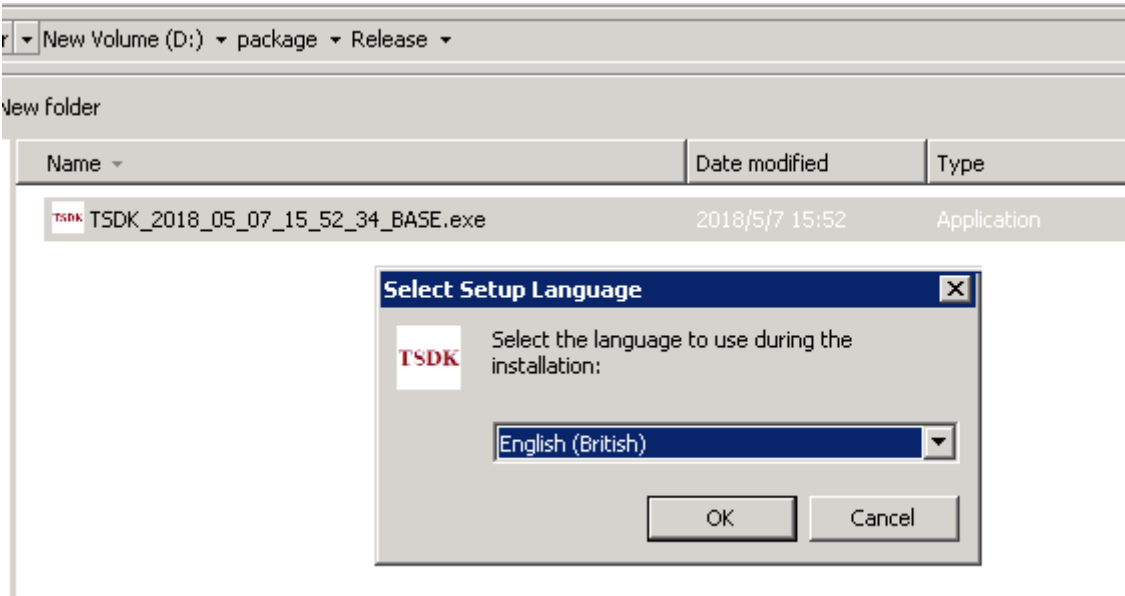 r New Volume (D:) package Release
New folder
Name Date modified Type
TSDK TSDK_2018_05_07_15_52_34_BASE.exe 2018/5/7 15:52 Application
Select Setup Language
TSDK
Select the language to use during the
installation:
English (British)
OK Cancel